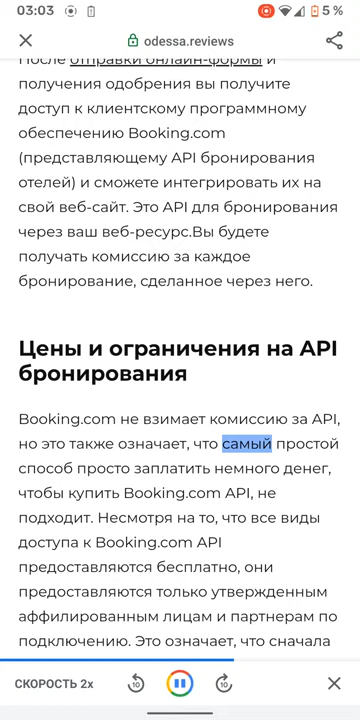 03:03
5 %
odessa.reviews
После отправки онлайн-формы и
получения одобрения вы получите
доступ к клиентскому программному
обеспечению Booking.com
(представляющему API бронирования
отелей) и сможете интегрировать их на
свой веб-сайт. Это API для бронирования
через ваш веб-ресурс.Вы будете
получать комиссию за каждое
бронирование, сделанное через него.
Цены и ограничения на API
бронирования
Booking.com не взимает комиссию за API,
но это также означает, что самый простой
способ просто заплатить немного денег,
чтобы купить Booking.com API, не
подходит. Несмотря на то, что все виды
доступа к Booking.com API
предоставляются бесплатно, они
предоставляются только утвержденным
аффилированным лицам и партнерам по
подключению. Это означает, что сначала
СКОРОСТЬ 2x
10
10